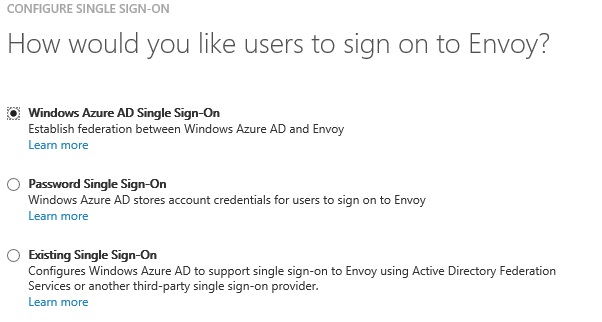 CONFIGURE SINGLE SIGN-ON
How would you like users to sign on to Envoy?
Windows Azure AD Single Sign-On
Establish federation between Windows Azure AD and Envoy
Learn more
Password Single Sign-On
Windows Azure AD stores account credentials for users to sign on to Envoy
Learn more
Existing Single Sign-On
Configures Windows Azure AD to support single sign-on to Envoy using Active Directory Federation
Services or another third-party single sign-on provider.
Learn more